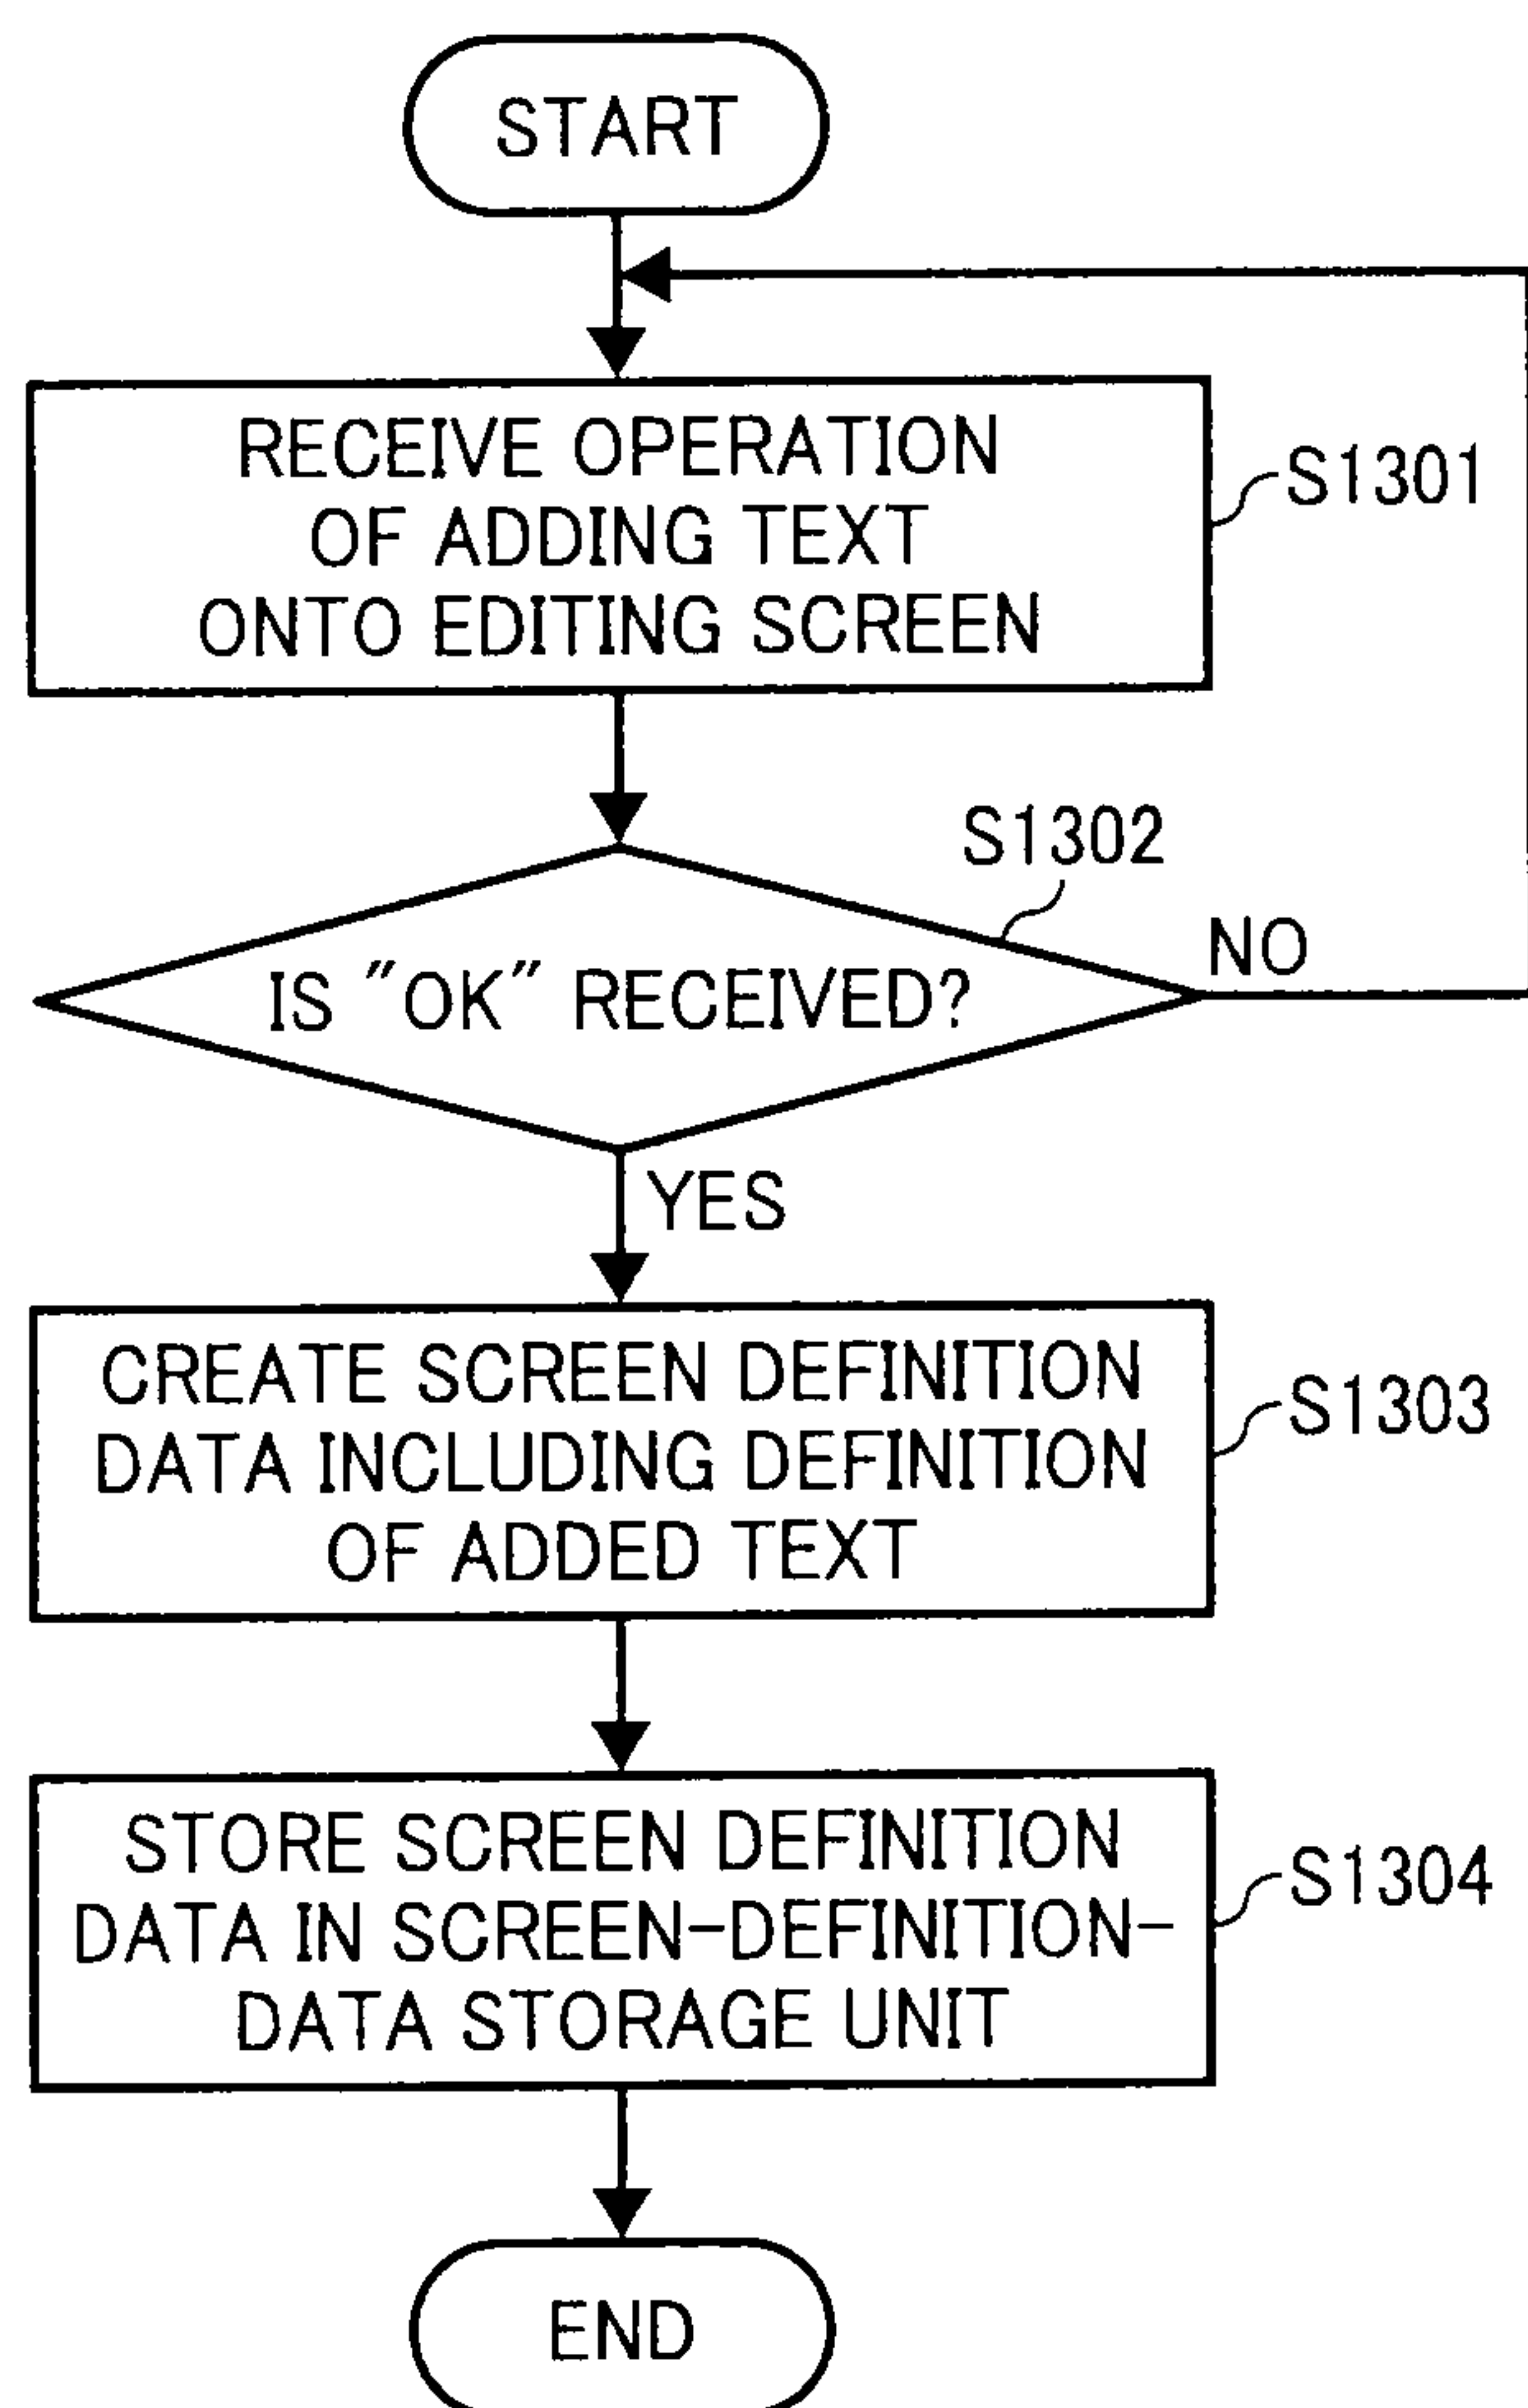 START
RECEIVE OPERATION
OF ADDING TEXT
ONTO EDITING SCREEN
S1301
S1302
IS "OK" RECEIVED?
NO
YES
CREATE SCREEN DEFINITION
DATA INCLUDING DEFINITION
OF ADDED TEXT
S1303
STORE SCREEN DEFINITION
DATA IN SCREEN-DEFINITION-
DATA STORAGE UNIT
S1304
END